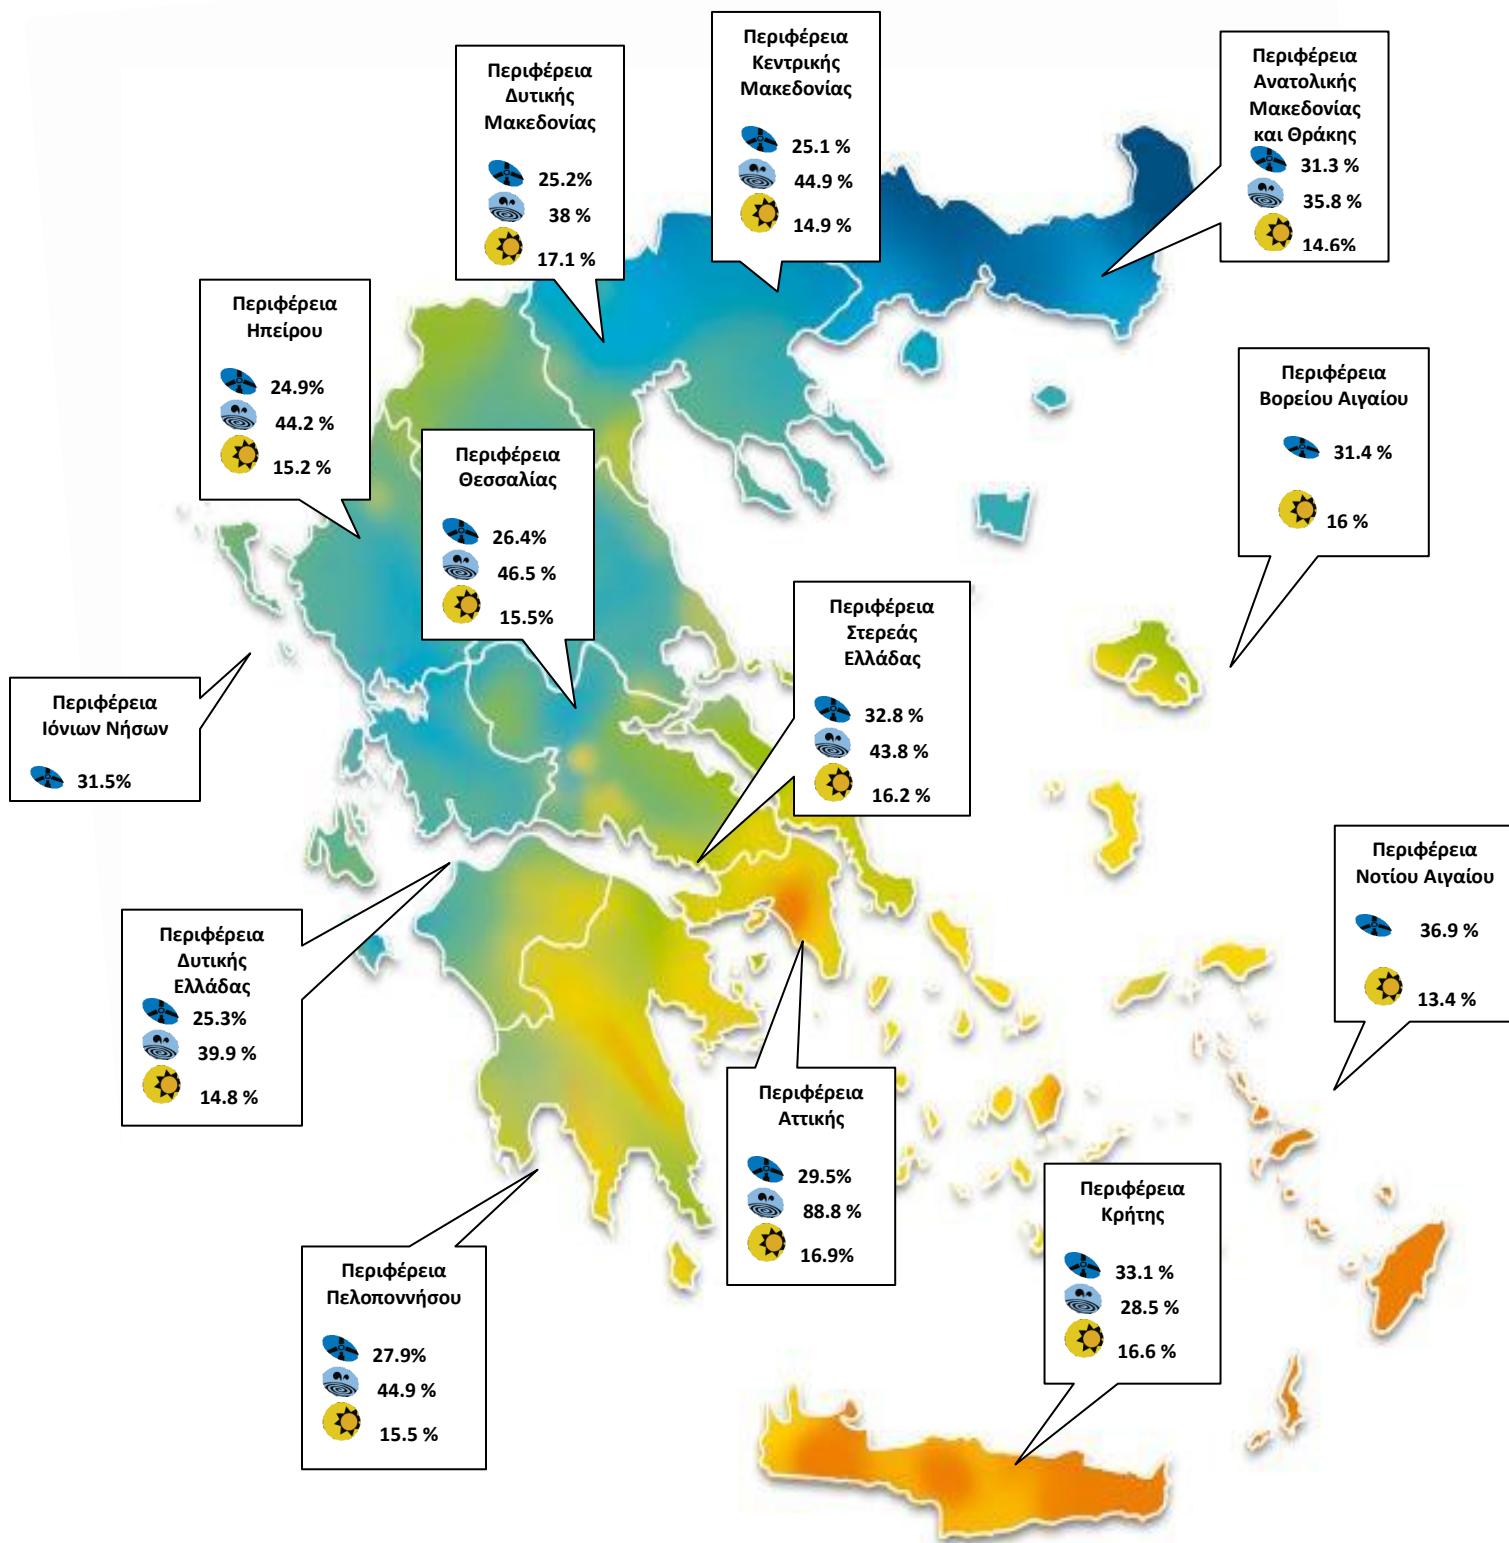 Περιφέρεια
Κεντρικής
Μακεδονίας
25.1 %
44.9 %
14.9 %
Περιφέρεια
Δυτικής
Μακεδονίας
25.2%
38 %
17.1 %
Περιφέρεια
Ανατολικής
Μακεδονίας
και Θράκης
31.3 %
35.8 %
14.6%
Περιφέρεια
Ηπείρου
24.9%
44.2 %
15.2 %
Περιφέρεια
Βορείου Αιγαίου
31.4 %
16 %
Περιφέρεια
Θεσσαλίας
26.4%
46.5 %
15.5%
Περιφέρεια
Στερεάς
Ελλάδας
32.8 %
43.8 %
16.2 %
Περιφέρεια
Ιόνιων Νήσων
31.5%
Περιφέρεια
Νοτίου Αιγαίου
36.9 %
13.4 %
Περιφέρεια
Δυτικής
Ελλάδας
25.3%
39.9 %
14.8 %
Περιφέρεια
Αττικής
29.5%
88.8 %
16.9%
Περιφέρεια
Κρήτης
33.1 %
28.5 %
16.6 %
Περιφέρεια
Πελοποννήσου
27.9%
44.9 %
15.5 %